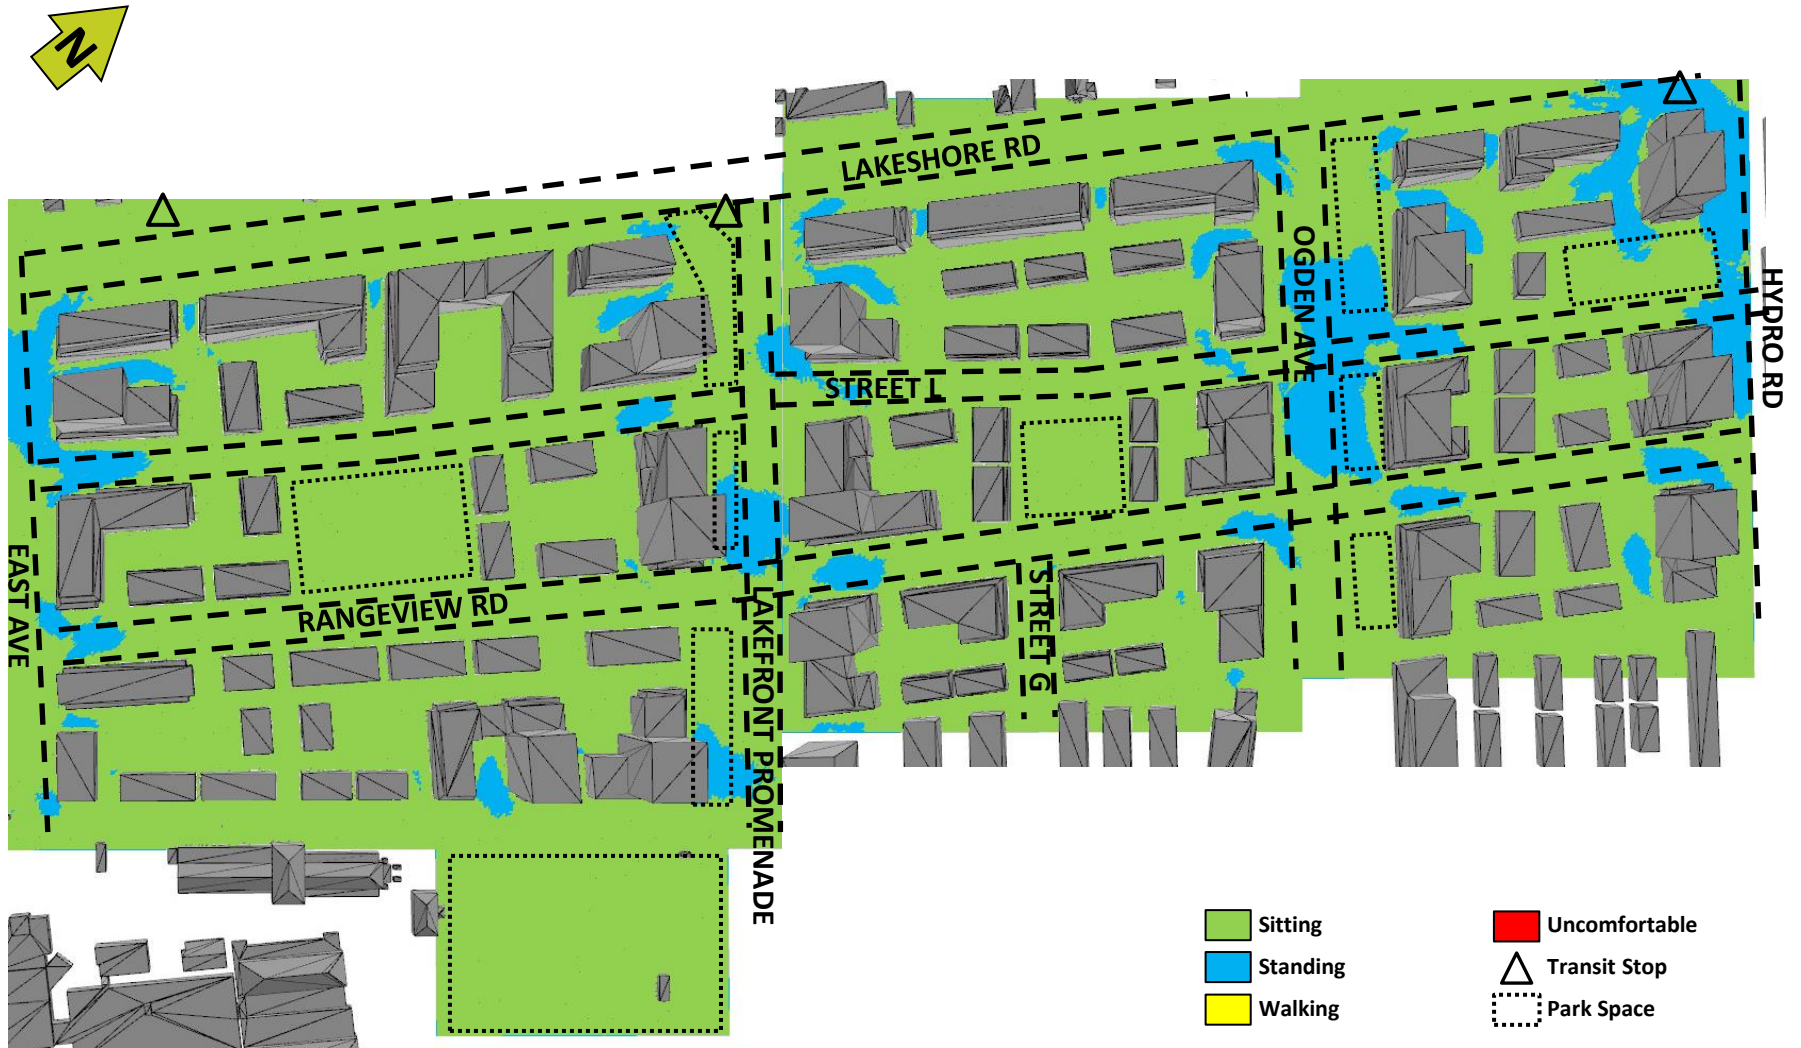 N
LAKESHORE RD
OGDEN AVE
HYDRO RD
STREET L
EAST AVE
RANGEVIEW RD
STREET G
LAKEFRONT PROMENADE
Sitting
Standing
Walking
Uncomfortable
Transit Stop
Park Space